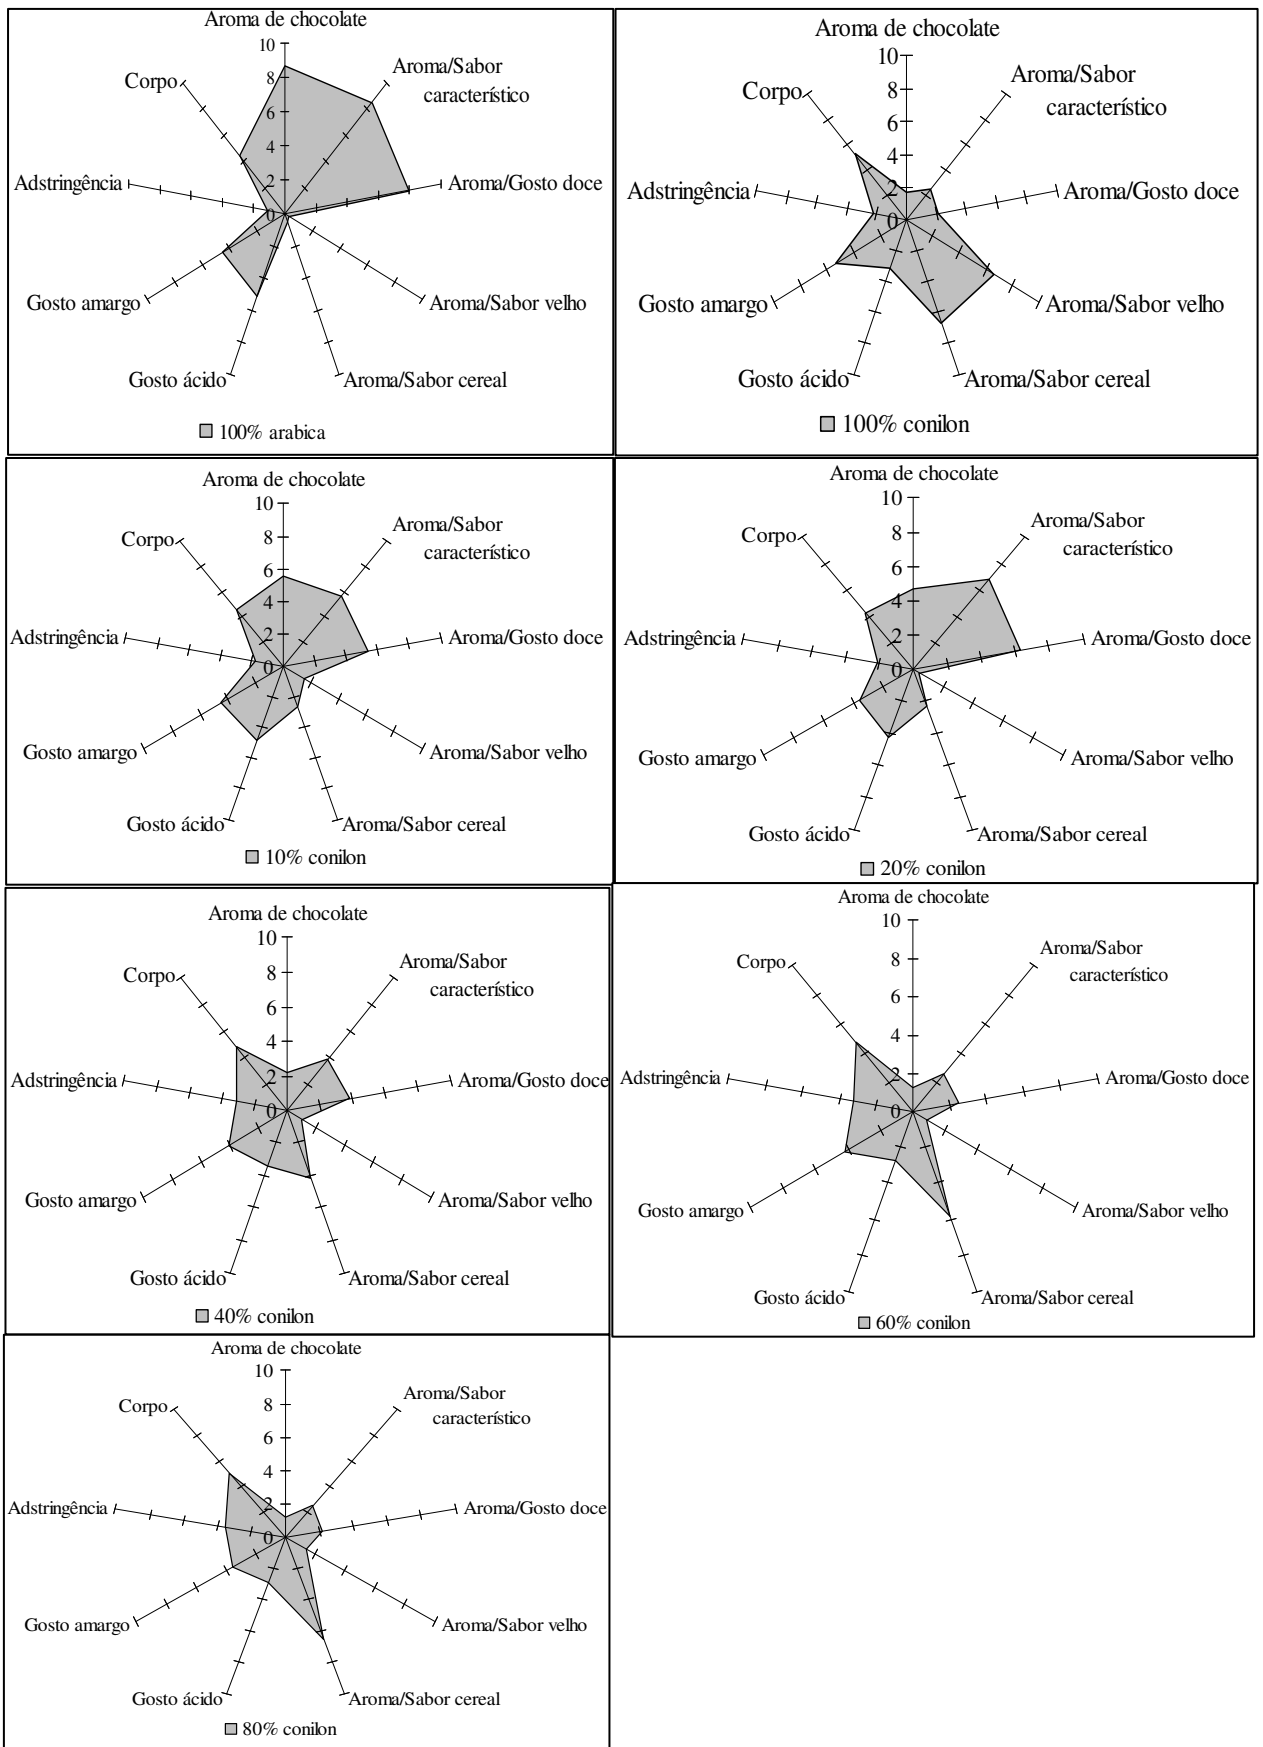 Aroma de chocolate
10
8
6
4
2
0
Aroma/Sabor
característico
Aroma/Gosto doce
Aroma/Sabor velho
Aroma/Sabor cereal
Gosto ácido
Gosto amargo
Adstringência
Corpo
100% arabica
Aroma de chocolate
10
8
6
4
2
0
Aroma/Sabor
característico
Aroma/Gosto doce
Aroma/Sabor velho
Aroma/Sabor cereal
Gosto ácido
Gosto amargo
Adstringência
Corpo
100% conilon
Aroma de chocolate
10
8
6
4
2
0
Aroma/Sabor
característico
Aroma/Gosto doce
Aroma/Sabor velho
Aroma/Sabor cereal
Gosto ácido
Gosto amargo
Adstringência
Corpo
10% conilon
Aroma de chocolate
10
8
6
4
2
0
Aroma/Sabor
característico
Aroma/Gosto doce
Aroma/Sabor velho
Aroma/Sabor cereal
Gosto ácido
Gosto amargo
Adstringência
Corpo
20% conilon
Aroma de chocolate
10
8
6
4
2
0
Aroma/Sabor
característico
Aroma/Gosto doce
Aroma/Sabor velho
Aroma/Sabor cereal
Gosto ácido
Gosto amargo
Adstringência
Corpo
40% conilon
Aroma de chocolate
10
8
6
4
2
0
Aroma/Sabor
característico
Aroma/Gosto doce
Aroma/Sabor velho
Aroma/Sabor cereal
Gosto ácido
Gosto amargo
Adstringência
Corpo
60% conilon
Aroma de chocolate
10
8
6
4
2
0
Aroma/Sabor
característico
Aroma/Gosto doce
Aroma/Sabor velho
Aroma/Sabor cereal
Gosto ácido
Gosto amargo
Adstringência
Corpo
80% conilon